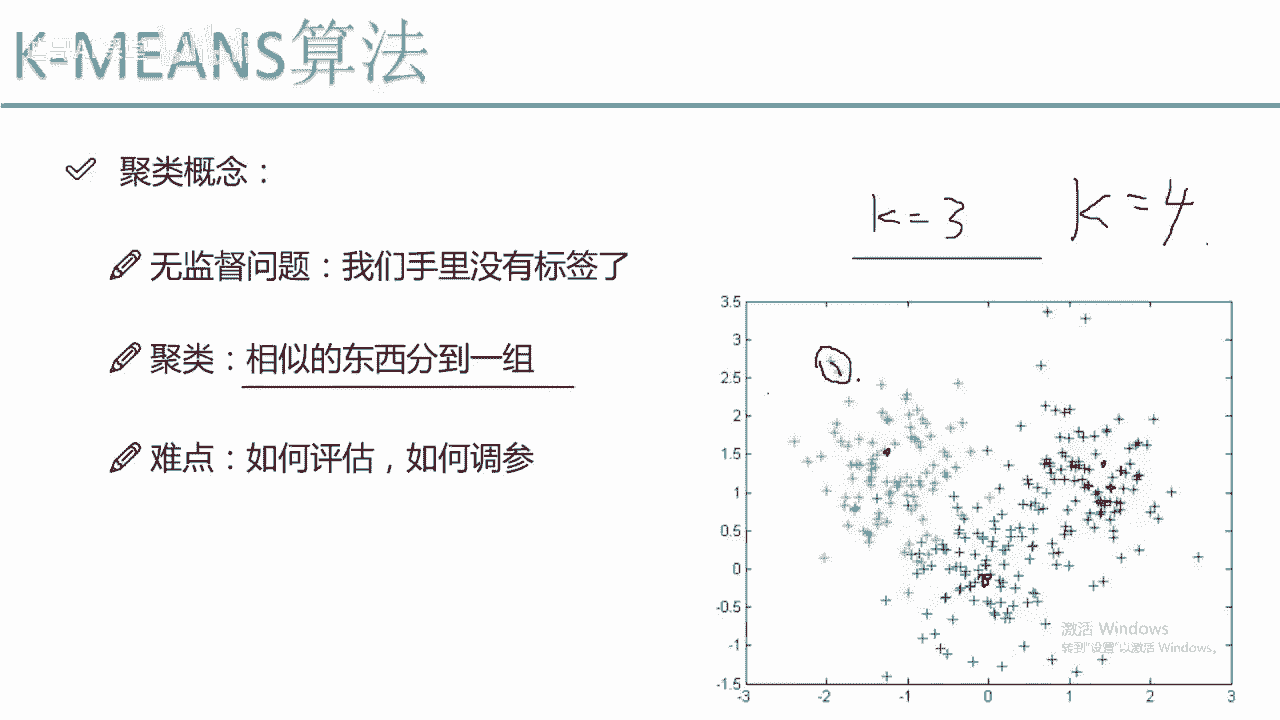 K-MEANS算法
聚类概念：
无监督问题：我们手里没有标签了
聚类：相似的东西分到一组
难点：如何评估，如何调参
k=3
K=4
3.5
3
2.5
2
1.5
1
0.5
0
-0.5
-1
-1.5
-3 -2 -1 0 1 2 3
激活 Windows
转到"设置"以激活 Windows。